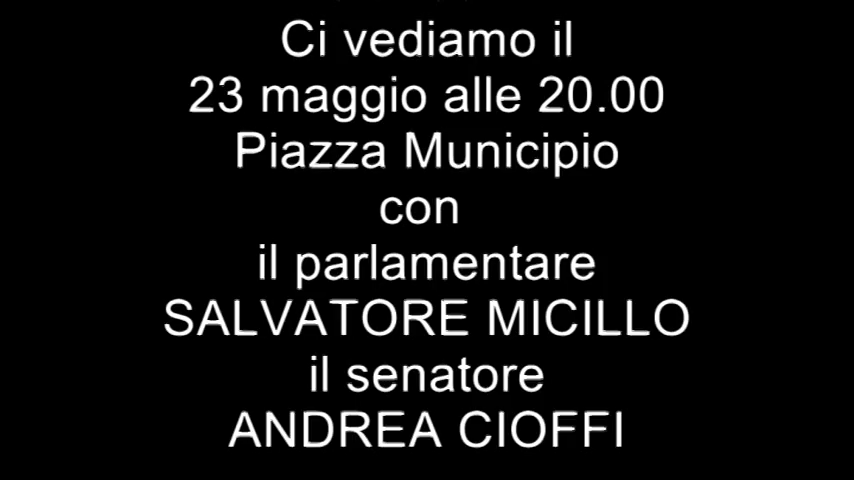 Ci vediamo il
23 maggio alle 20.00
Piazza Municipio
con
il parlamentare
SALVATORE MICILLO
il senatore
ANDREA CIOFFI